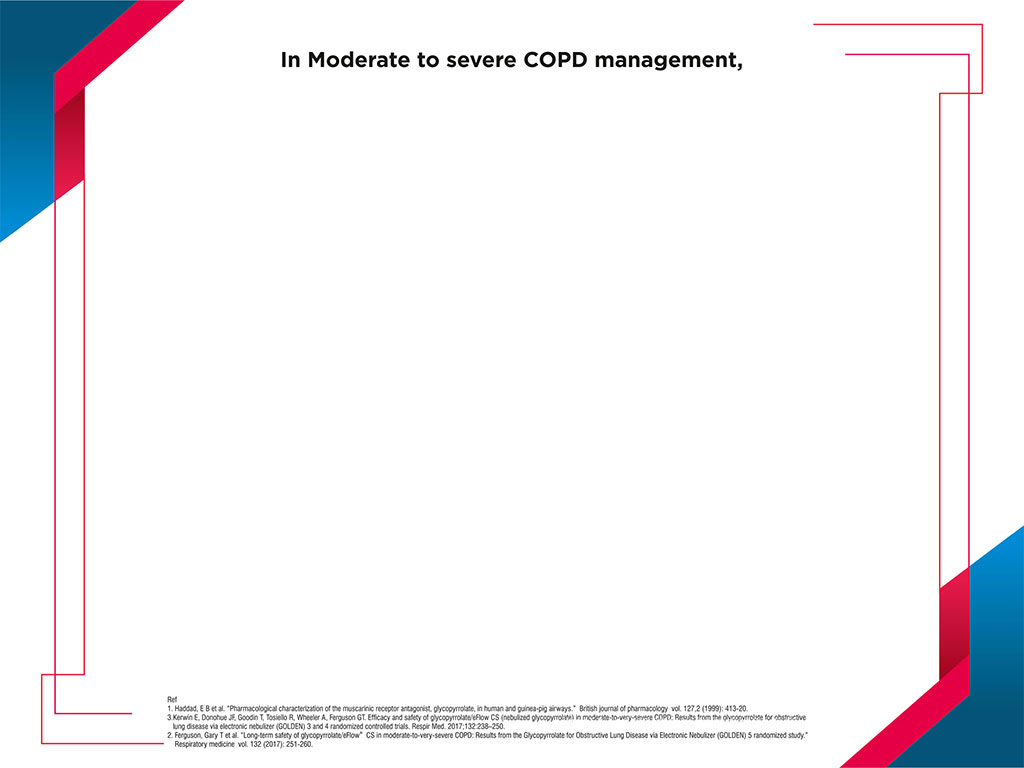 In Moderate to severe COPD management,
Ref
1. Haddad, E B et al. "Pharmacological characterization of the muscarinic receptor antagonist, glycopyrrolate, in human and guinea-pig airways." British journal of pharmacology vol. 127,2 (1999): 413-20.
3.Kerwin E, Donohue JF, Goodin T, Tosiello R, Wheeler A, Ferguson GT. Efficacy and safety of glycopyrrolate/eFlow CS (nebulized glycopyrrolate) in moderate-to-very-severe COPD: Results from the glycopyrrolate for obstructive
lung disease via electronic nebulizer (GOLDEN) 3 and 4 randomized controlled trials. Respir Med. 2017;132:238–250.
2. Ferguson, Gary T et al. "Long-term safety of glycopyrrolate/eFlow® CS in moderate-to-very-severe COPD: Results from the Glycopyrrolate for Obstructive Lung Disease via Electronic Nebulizer (GOLDEN) 5 randomized study."
Respiratory medicine vol. 132 (2017): 251-260.